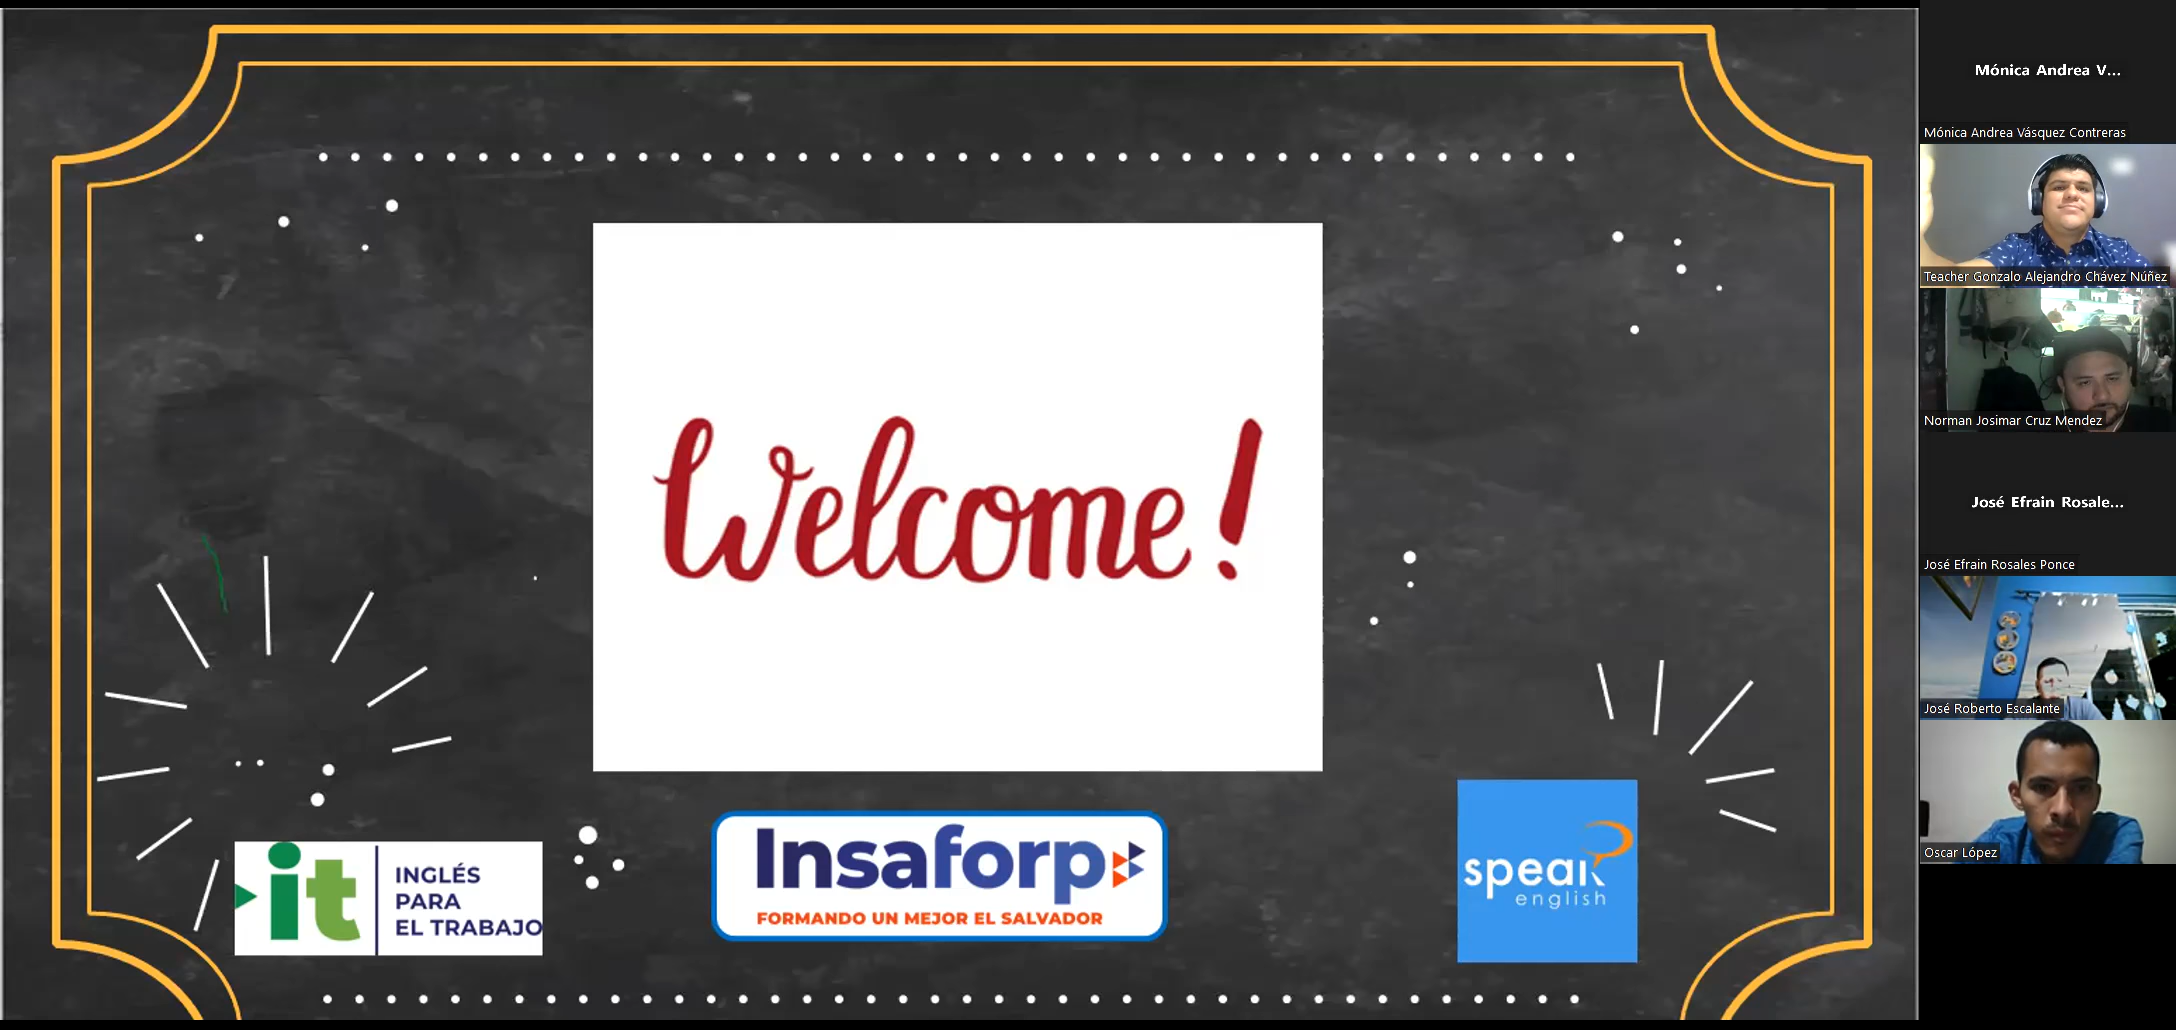 Welcome!
it
INGLÉS
PARA
EL TRABAJO
Insaforp
FORMANDO UN MEJOR EL SALVADOR
speak
english
Mónica Andrea V...
Mónica Andrea Vásquez Contreras
Teacher Gonzalo Alejandro Chávez Núñez
Norman Josimar Cruz Mendez
José Efrain Rosale...
José Efrain Rosales Ponce
José Roberto Escalante
Oscar López